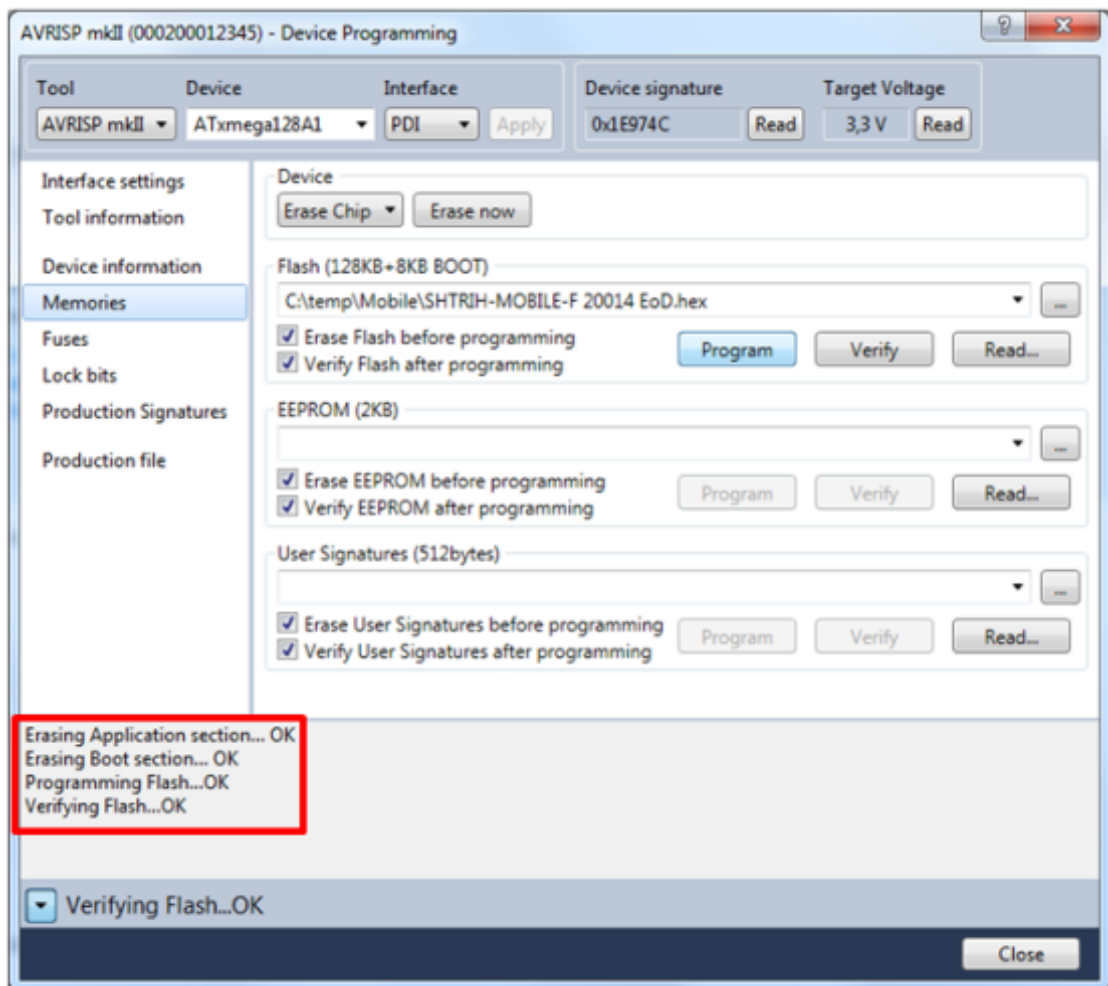 AVRISP mkII (000200012345) - Device Programming
Tool Device Interface Device signature Target Voltage
AVRISP mkII ATxmega128A1 PDI Apply 0x1E974C Read 3,3 V Read
Interface settings
Tool information
Device information
Memories
Fuses
Lock bits
Production Signatures
Production file
Device
Erase Chip Erase now
Flash (128KB+8KB BOOT)
C:\temp\Mobile\SHTRIH-MOBILE-F 20014 EoD.hex ...
Erase Flash before programming
Verify Flash after programming
Program Verify Read...
EEPROM (2KB)
...
Erase EEPROM before programming
Verify EEPROM after programming
Program Verify Read...
User Signatures (512bytes)
...
Erase User Signatures before programming
Verify User Signatures after programming
Program Verify Read...
Erasing Application section... OK
Erasing Boot section... OK
Programming Flash...OK
Verifying Flash...OK
Verifying Flash...OK
Close